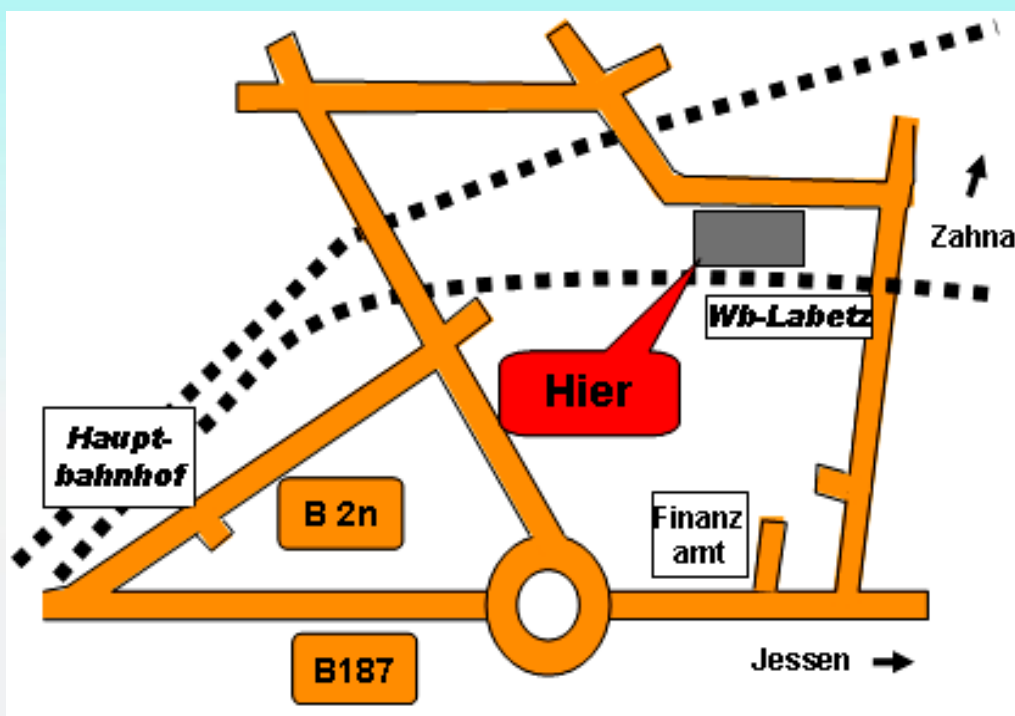 Zahna
Wb-Labetz
Hier
Haupt-
bahnhof
B 2n
Finanz
amt
B187
Jessen